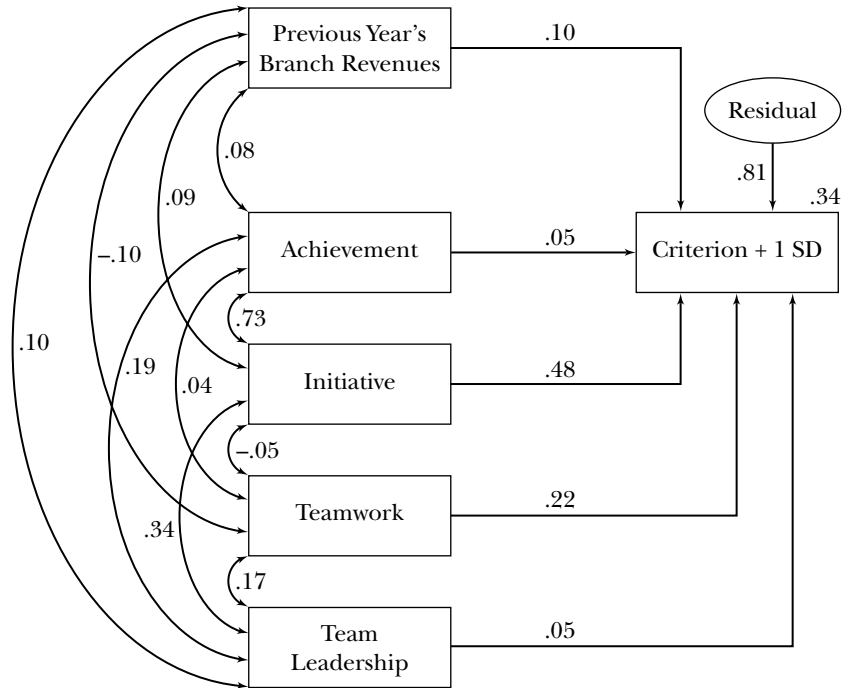 Previous Year's
Branch Revenues
.10
Residual
.81
.34
.08
.09
Achievement
.05
Criterion + 1 SD
–.10
.73
.10
.19
Initiative
.48
.04
–.05
Teamwork
.22
.34
.17
Team
Leadership
.05